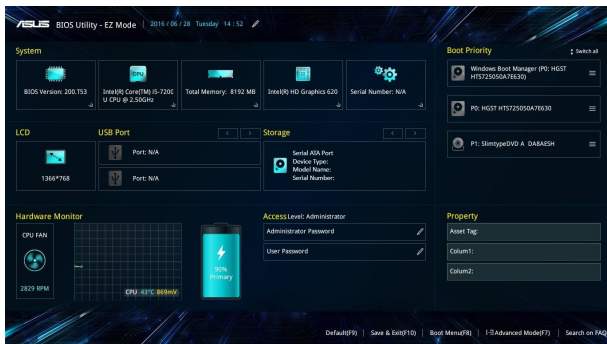 ASUS BIOS Utility - EZ Mode | 2016 / 06 / 28 Tuesday 14 : 52
System
BIOS Version: 200.T53
CPU
Intel(R) Core(TM) i5-7200
U CPU @ 2.50GHz
Total Memory: 8192 MB
Intel(R) HD Graphics 620
Serial Number: N/A
Boot Priority
Switch all
Windows Boot Manager (P0: HGST
HTS725050A7E630)
P0: HGST HTS725050A7E630
P1: SlimtypeDVD A DA8AESH
LCD
1366*768
USB Port
Port: N/A
Port: N/A
Storage
Serial ATA Port
Device Type:
Model Name:
Serial Number:
Hardware Monitor
CPU FAN
2829 RPM
CPU 43°C 869mV
90%
Primary
Access Level: Administrator
Administrator Password
User Password
Property
Asset Tag:
Colum1:
Colum2:
Default(F9) | Save & Exit(F10) | Boot Menu(F8) | Advanced Mode(F7) | Search on FAQ